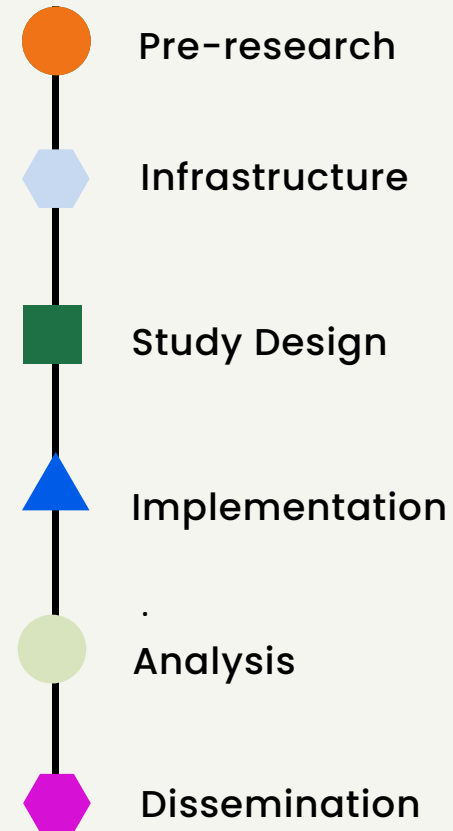 Pre-research
Infrastructure
Study Design
Implementation
.
Analysis
Dissemination